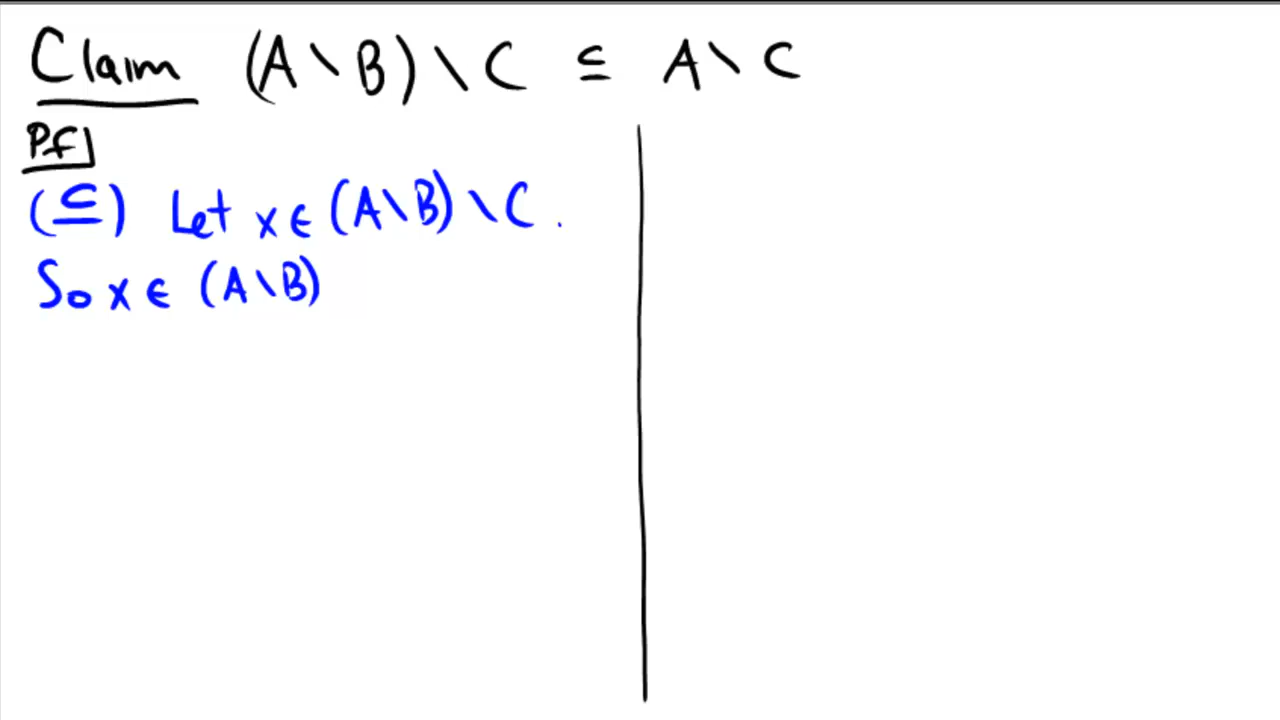 Claim (A \ B) \ C ⊆ A \ C
Pf
(⊆) Let x ∈ (A \ B) \ C .
So x ∈ (A \ B)